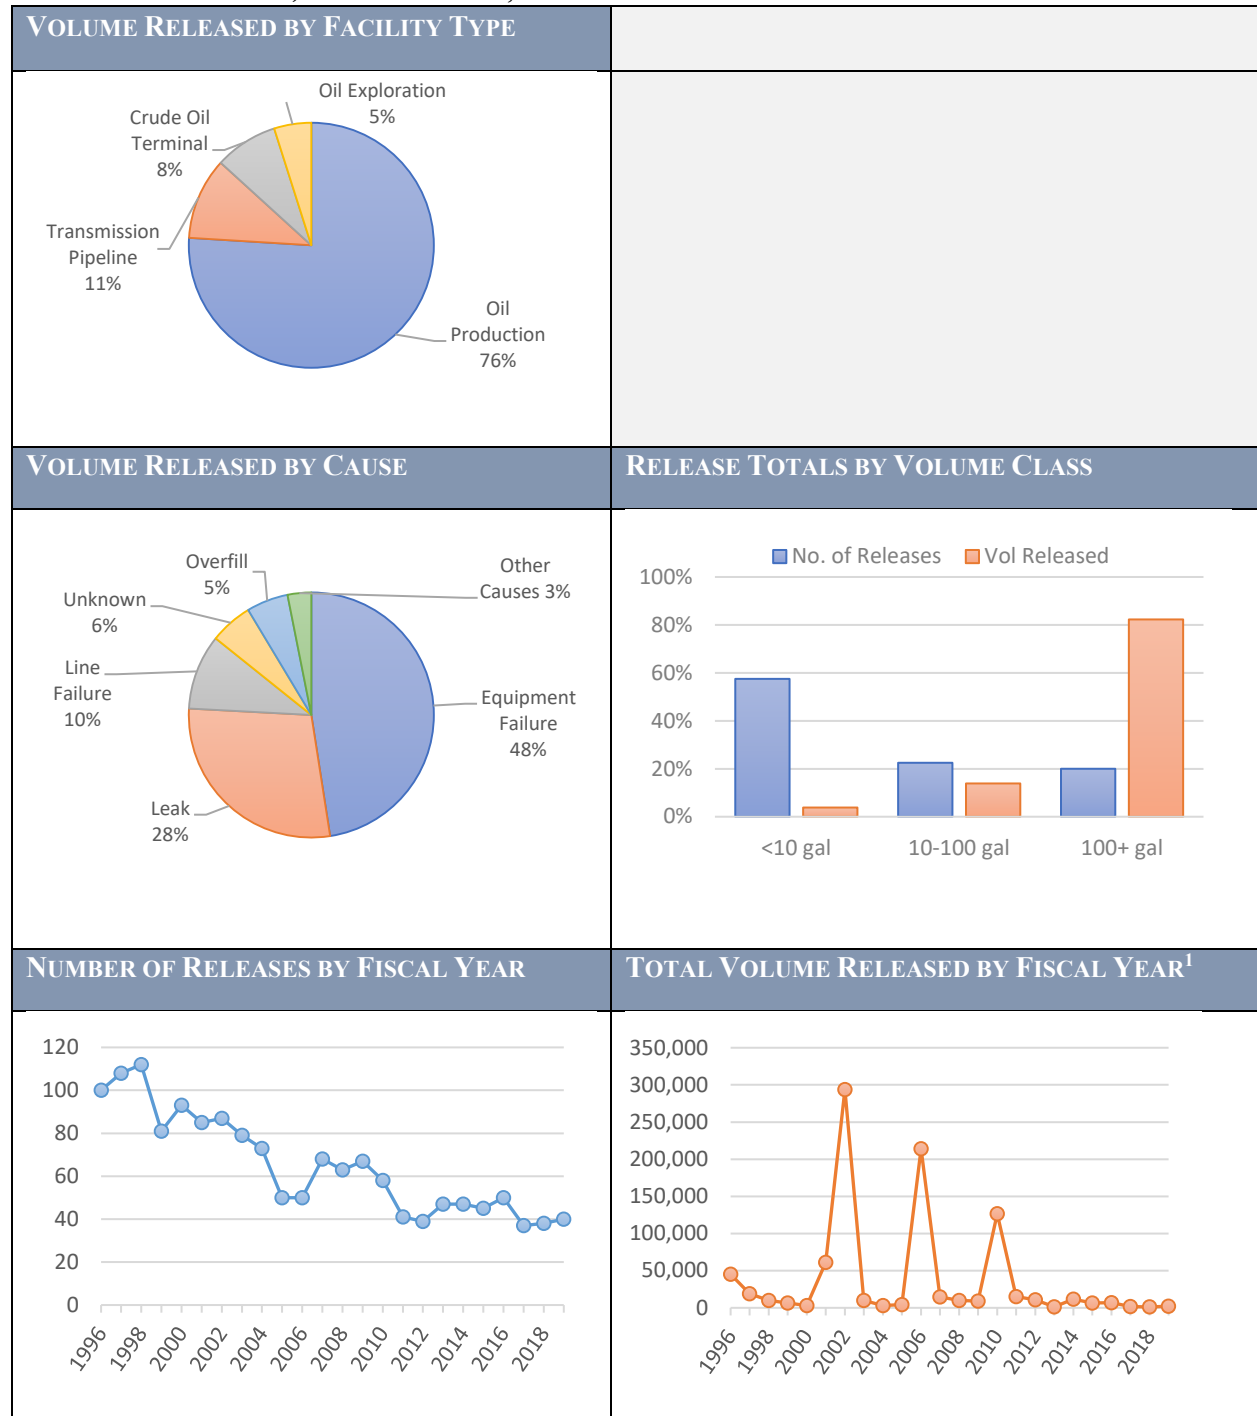 VOLUME RELEASED BY FACILITY TYPE
Oil Exploration
5%
Crude Oil
Terminal
8%
Transmission
Pipeline
11%
Oil
Production
76%
VOLUME RELEASED BY CAUSE
Overfill
5%
Other
Causes 3%
Unknown
6%
Line
Failure
10%
Equipment
Failure
48%
Leak
28%
RELEASE TOTALS BY VOLUME CLASS
No. of Releases Vol Released
100%
80%
60%
40%
20%
0%
<10 gal 10-100 gal 100+ gal
NUMBER OF RELEASES BY FISCAL YEAR
120
100
80
60
40
20
0
1996 1998 2000 2002 2004 2006 2008 2010 2012 2014 2016 2018
TOTAL VOLUME RELEASED BY FISCAL YEAR¹
350,000
300,000
250,000
200,000
150,000
100,000
50,000
0
1996 1998 2000 2002 2004 2006 2008 2010 2012 2014 2016 2018